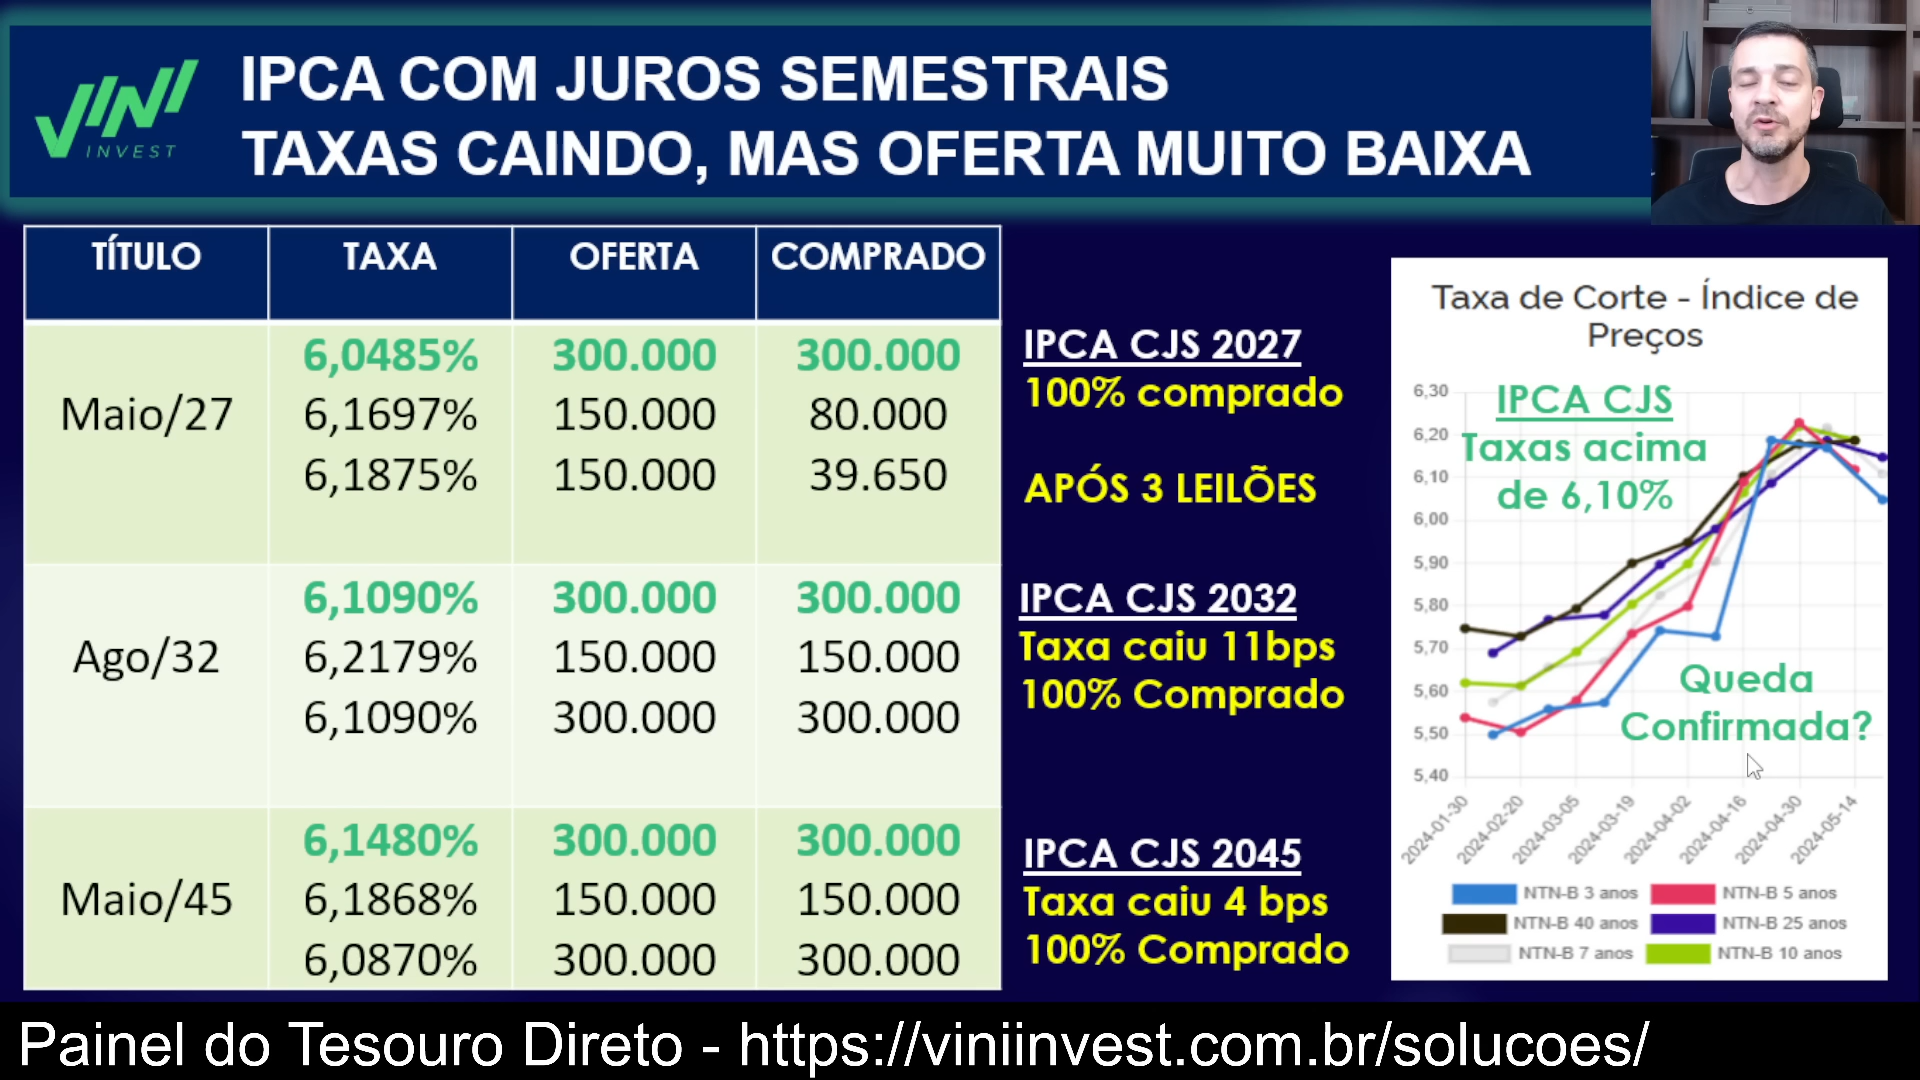 VINI
INVEST
IPCA COM JUROS SEMESTRAIS
TAXAS CAINDO, MAS OFERTA MUITO BAIXA
TÍTULO TAXA OFERTA COMPRADO
6,0485% 300.000 300.000
Maio/27 6,1697% 150.000 80.000
6,1875% 150.000 39.650
6,1090% 300.000 300.000
Ago/32 6,2179% 150.000 150.000
6,1090% 300.000 300.000
6,1480% 300.000 300.000
Maio/45 6,1868% 150.000 150.000
6,0870% 300.000 300.000
IPCA CJS 2027
100% comprado
APÓS 3 LEILÕES
IPCA CJS 2032
Taxa caiu 11bps
100% Comprado
IPCA CJS 2045
Taxa caiu 4 bps
100% Comprado
Taxa de Corte - Índice de
Preços
6,30
6,20
6,10
6,00
5,90
5,80
5,70
5,60
5,50
5,40
IPCA CJS
Taxas acima
de 6,10%
Queda
Confirmada?
2024-01-30 2024-02-20 2024-03-05 2024-03-19 2024-04-02 2024-04-16 2024-04-30 2024-05-14
NTN-B 3 anos NTN-B 5 anos
NTN-B 40 anos NTN-B 25 anos
NTN-B 7 anos NTN-B 10 anos
Painel do Tesouro Direto - https://viniinvest.com.br/solucoes/